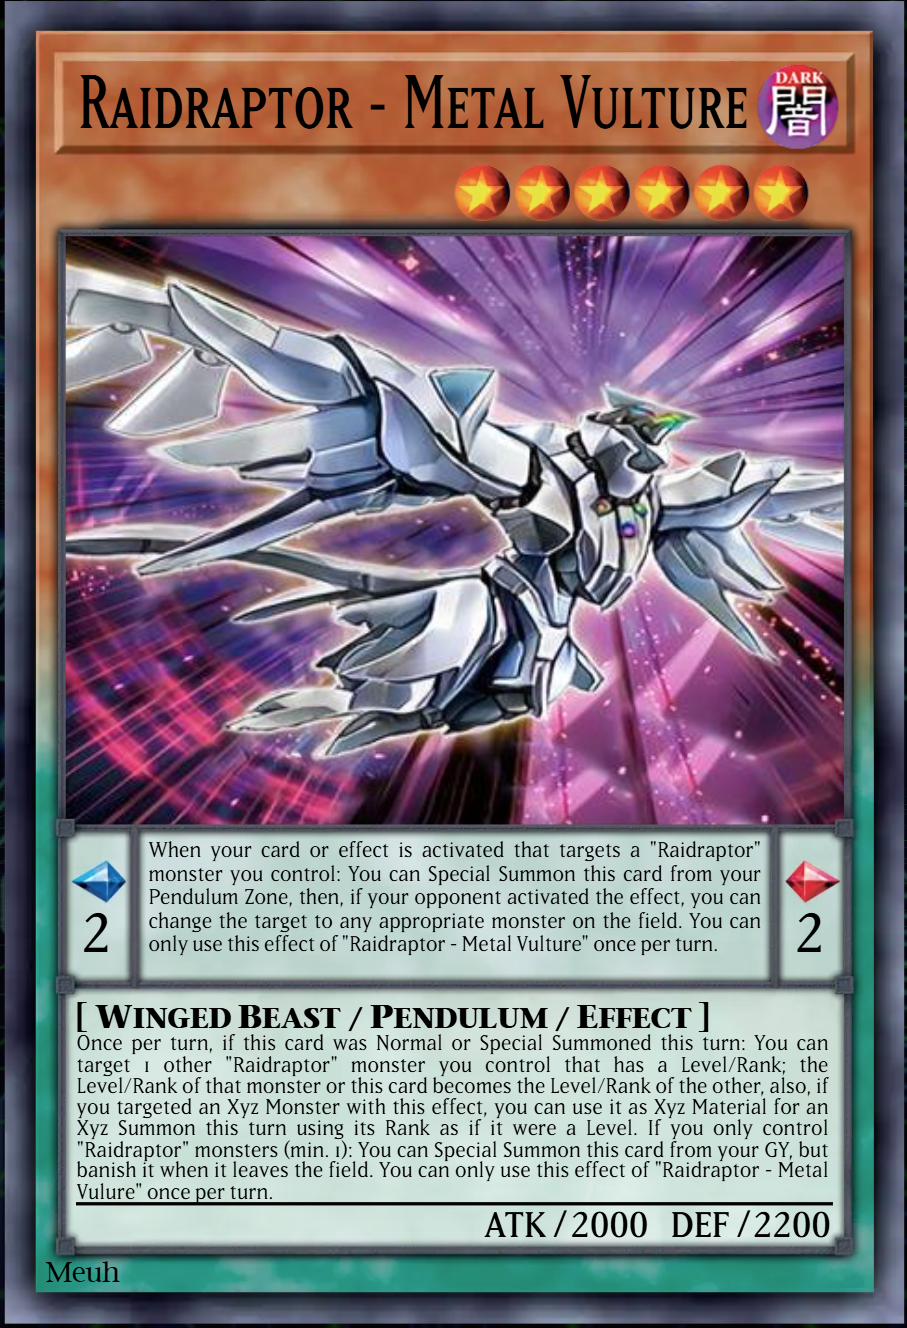 Raidraptor - Metal Vulture
DARK
闇
When your card or effect is activated that targets a "Raidraptor"
monster you control: You can Special Summon this card from your
Pendulum Zone, then, if your opponent activated the effect, you can
change the target to any appropriate monster on the field. You can
only use this effect of "Raidraptor - Metal Vulture" once per turn.
2
2
[ Winged Beast / Pendulum / Effect ]
Once per turn, if this card was Normal or Special Summoned this turn: You can
target 1 other "Raidraptor" monster you control that has a Level/Rank; the
Level/Rank of that monster or this card becomes the Level/Rank of the other, also, if
you targeted an Xyz Monster with this effect, you can use it as Xyz Material for an
Xyz Summon this turn using its Rank as if it were a Level. If you only control
"Raidraptor" monsters (min. 1): You can Special Summon this card from your GY, but
banish it when it leaves the field. You can only use this effect of "Raidraptor - Metal
Vulure" once per turn.
ATK/2000 DEF/2200
Meuh